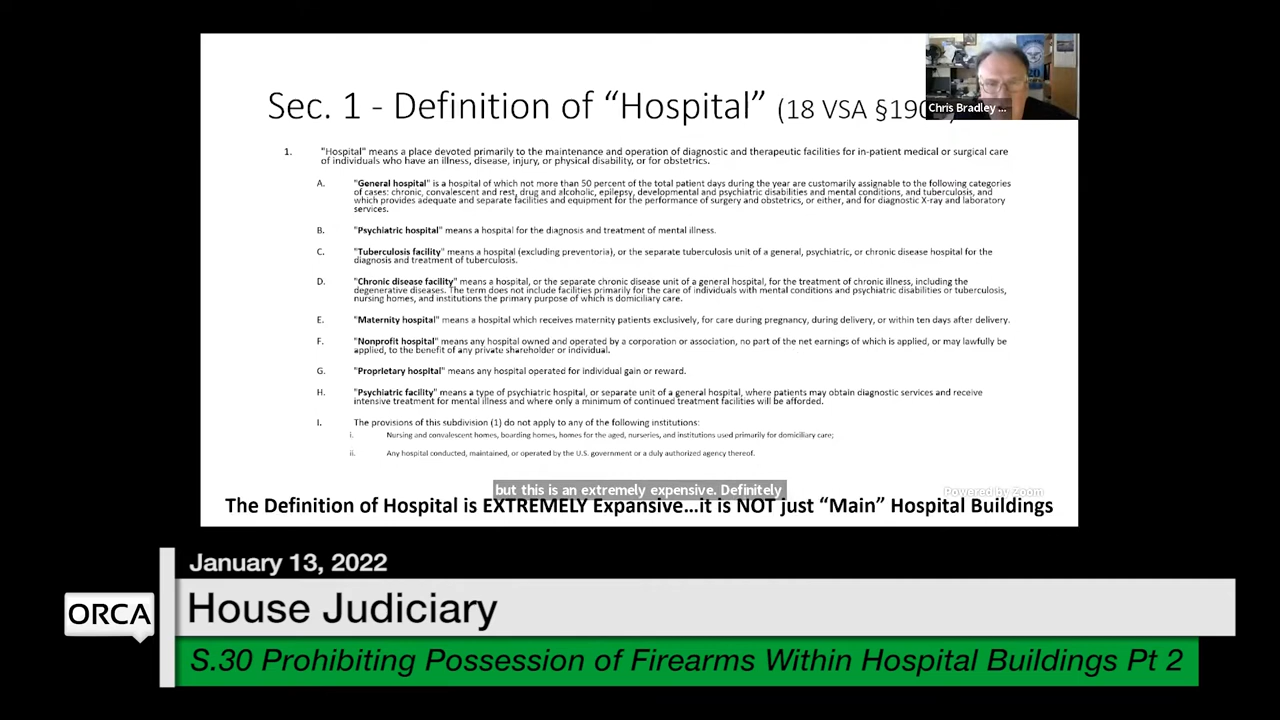 Sec. 1 - Definition of “Hospital” (18 VSA §190
Chris Bradley ...
1. "Hospital" means a place devoted primarily to the maintenance and operation of diagnostic and therapeutic facilities for in-patient medical or surgical care
of individuals who have an illness, disease, injury, or physical disability, or for obstetrics.
A. "General hospital" is a hospital of which not more than 50 percent of the total patient days during the year are customarily assignable to the following categories
of cases: chronic, convalescent and rest, drug and alcoholic, epilepsy, developmental and psychiatric disabilities and mental conditions, and tuberculosis, and
which provides adequate and separate facilities and equipment for the performance of surgery and obstetrics, or either, and for diagnostic X-ray and laboratory
services.
B. "Psychiatric hospital" means a hospital for the diagnosis and treatment of mental illness.
C. "Tuberculosis facility" means a hospital (excluding preventoria), or the separate tuberculosis unit of a general, psychiatric, or chronic disease hospital for the
diagnosis and treatment of tuberculosis.
D. "Chronic disease facility" means a hospital, or the separate chronic disease unit of a general hospital, for the treatment of chronic illness, including the
degenerative diseases. The term does not include facilities primarily for the care of individuals with mental conditions and psychiatric disabilities or tuberculosis,
nursing homes, and institutions the primary purpose of which is domiciliary care.
E. "Maternity hospital" means a hospital which receives maternity patients exclusively, for care during pregnancy, during delivery, or within ten days after delivery.
F. "Nonprofit hospital" means any hospital owned and operated by a corporation or association, no part of the net earnings of which is applied, or may lawfully be
applied, to the benefit of any private shareholder or individual.
G. "Proprietary hospital" means any hospital operated for individual gain or reward.
H. "Psychiatric facility" means a type of psychiatric hospital, or separate unit of a general hospital, where patients may obtain diagnostic services and receive
intensive treatment for mental illness and where only a minimum of continued treatment facilities will be afforded.
I. The provisions of this subdivision (1) do not apply to any of the following institutions:
i. Nursing and convalescent homes, boarding homes, homes for the aged, nurseries, and institutions used primarily for domiciliary care;
ii. Any hospital conducted, maintained, or operated by the U.S. government or a duly authorized agency thereof.
but this is an extremely expensive. Definitely
Powered by Zoom
The Definition of Hospital is EXTREMELY Expansive…it is NOT just “Main” Hospital Buildings
January 13, 2022
ORCA
House Judiciary
S.30 Prohibiting Possession of Firearms Within Hospital Buildings Pt 2